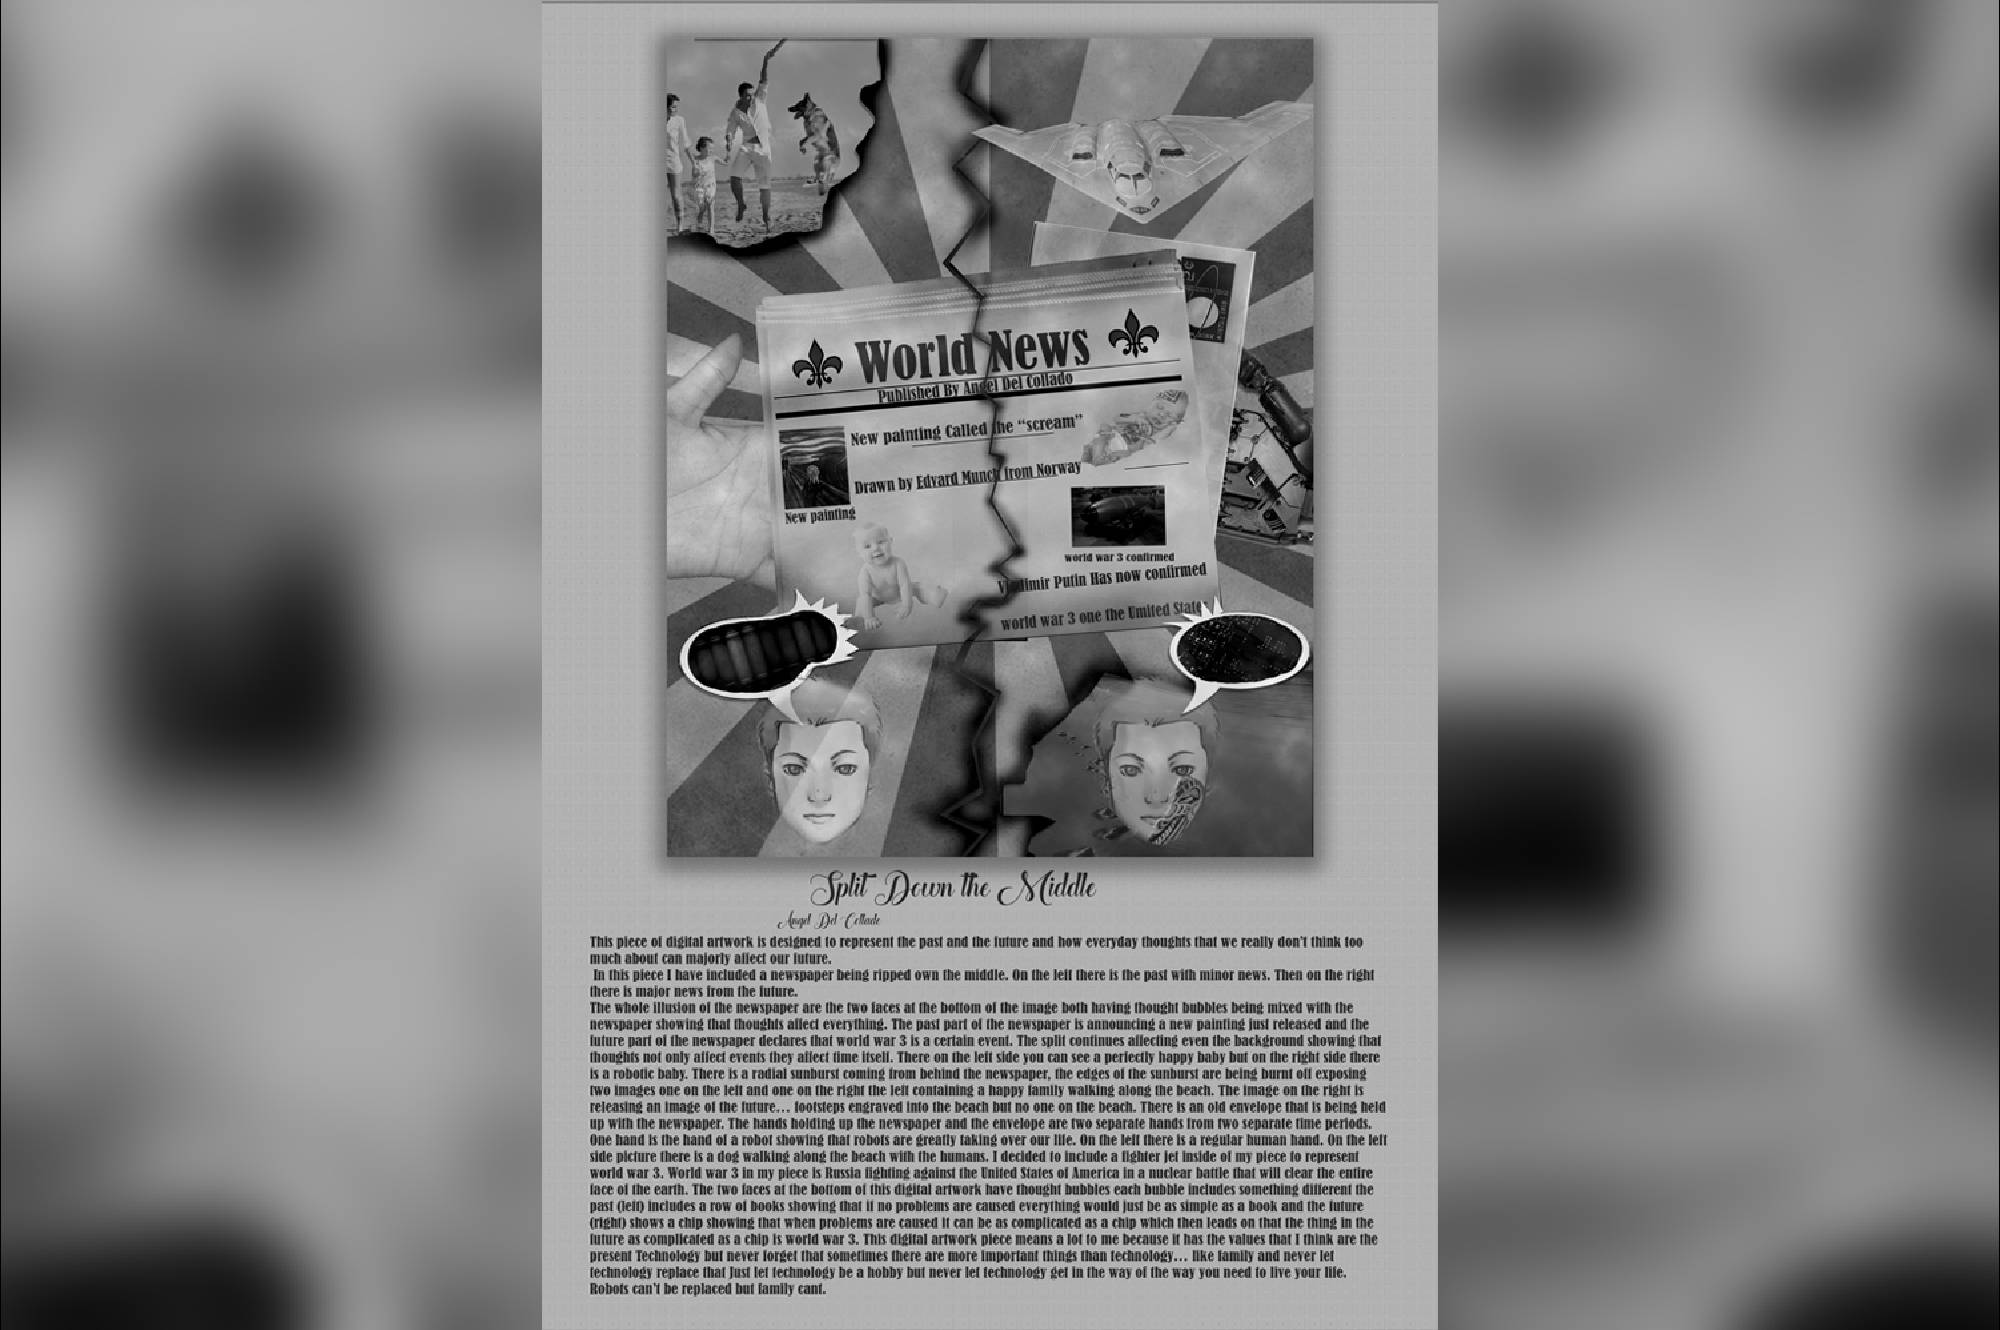 World News
Published By Angel Del Collado
New painting Called the “scream”
Drawn by Edvard Munch from Norway
New painting
world war 3 confirmed
Vladimir Putin Has now confirmed
world war 3 one the Umited States
Split Down the Middle
Angel Del Collado
This piece of digital artwork is designed to represent the past and the future and how everyday thoughts that we really don't think too
much about can majorly affect our future.
In this piece I have included a newspaper being ripped own the middle. On the left there is the past with minor news. Then on the right
there is major news from the future.
The whole illusion of the newspaper are the two faces at the bottom of the image both having thought bubbles being mixed with the
newspaper showing that thoughts affect everything. The past part of the newspaper is announcing a new painting just released and the
future part of the newspaper declares that world war 3 is a certain event. The split continues affecting even the background showing that
thoughts not only affect events they affect time itself. There on the left side you can see a perfectly happy baby but on the right side there
is a robotic baby. There is a radial sunburst coming from behind the newspaper, the edges of the sunburst are being burnt off exposing
two images one on the left and one on the right the left containing a happy family walking along the beach. The image on the right is
releasing an image of the future… footsteps engraved into the beach but no one on the beach. There is an old envelope that is being held
up with the newspaper. The hands holding up the newspaper and the envelope are two separate hands from two separate time periods.
One hand is the hand of a robot showing that robots are greatly taking over our life. On the left there is a regular human hand. On the left
side picture there is a dog walking along the beach with the humans. I decided to include a fighter jet inside of my piece to represent
world war 3. World war 3 in my piece is Russia fighting against the United States of America in a nuclear battle that will clear the entire
face of the earth. The two faces at the bottom of this digital artwork have thought bubbles each bubble includes something different the
past (left) includes a row of books showing that if no problems are caused everything would just be as simple as a book and the future
(right) shows a chip showing that when problems are caused it can be as complicated as a chip which then leads on that the thing in the
future as complicated as a chip is world war 3. This digital artwork piece means a lot to me because it has the values that I think are the
present Technology but never forget that sometimes there are more important things than technology… like family and never let
technology replace that Just let technology be a hobby but never let technology get in the way of the way you need to live your life.
Robots can't be replaced but family cant.